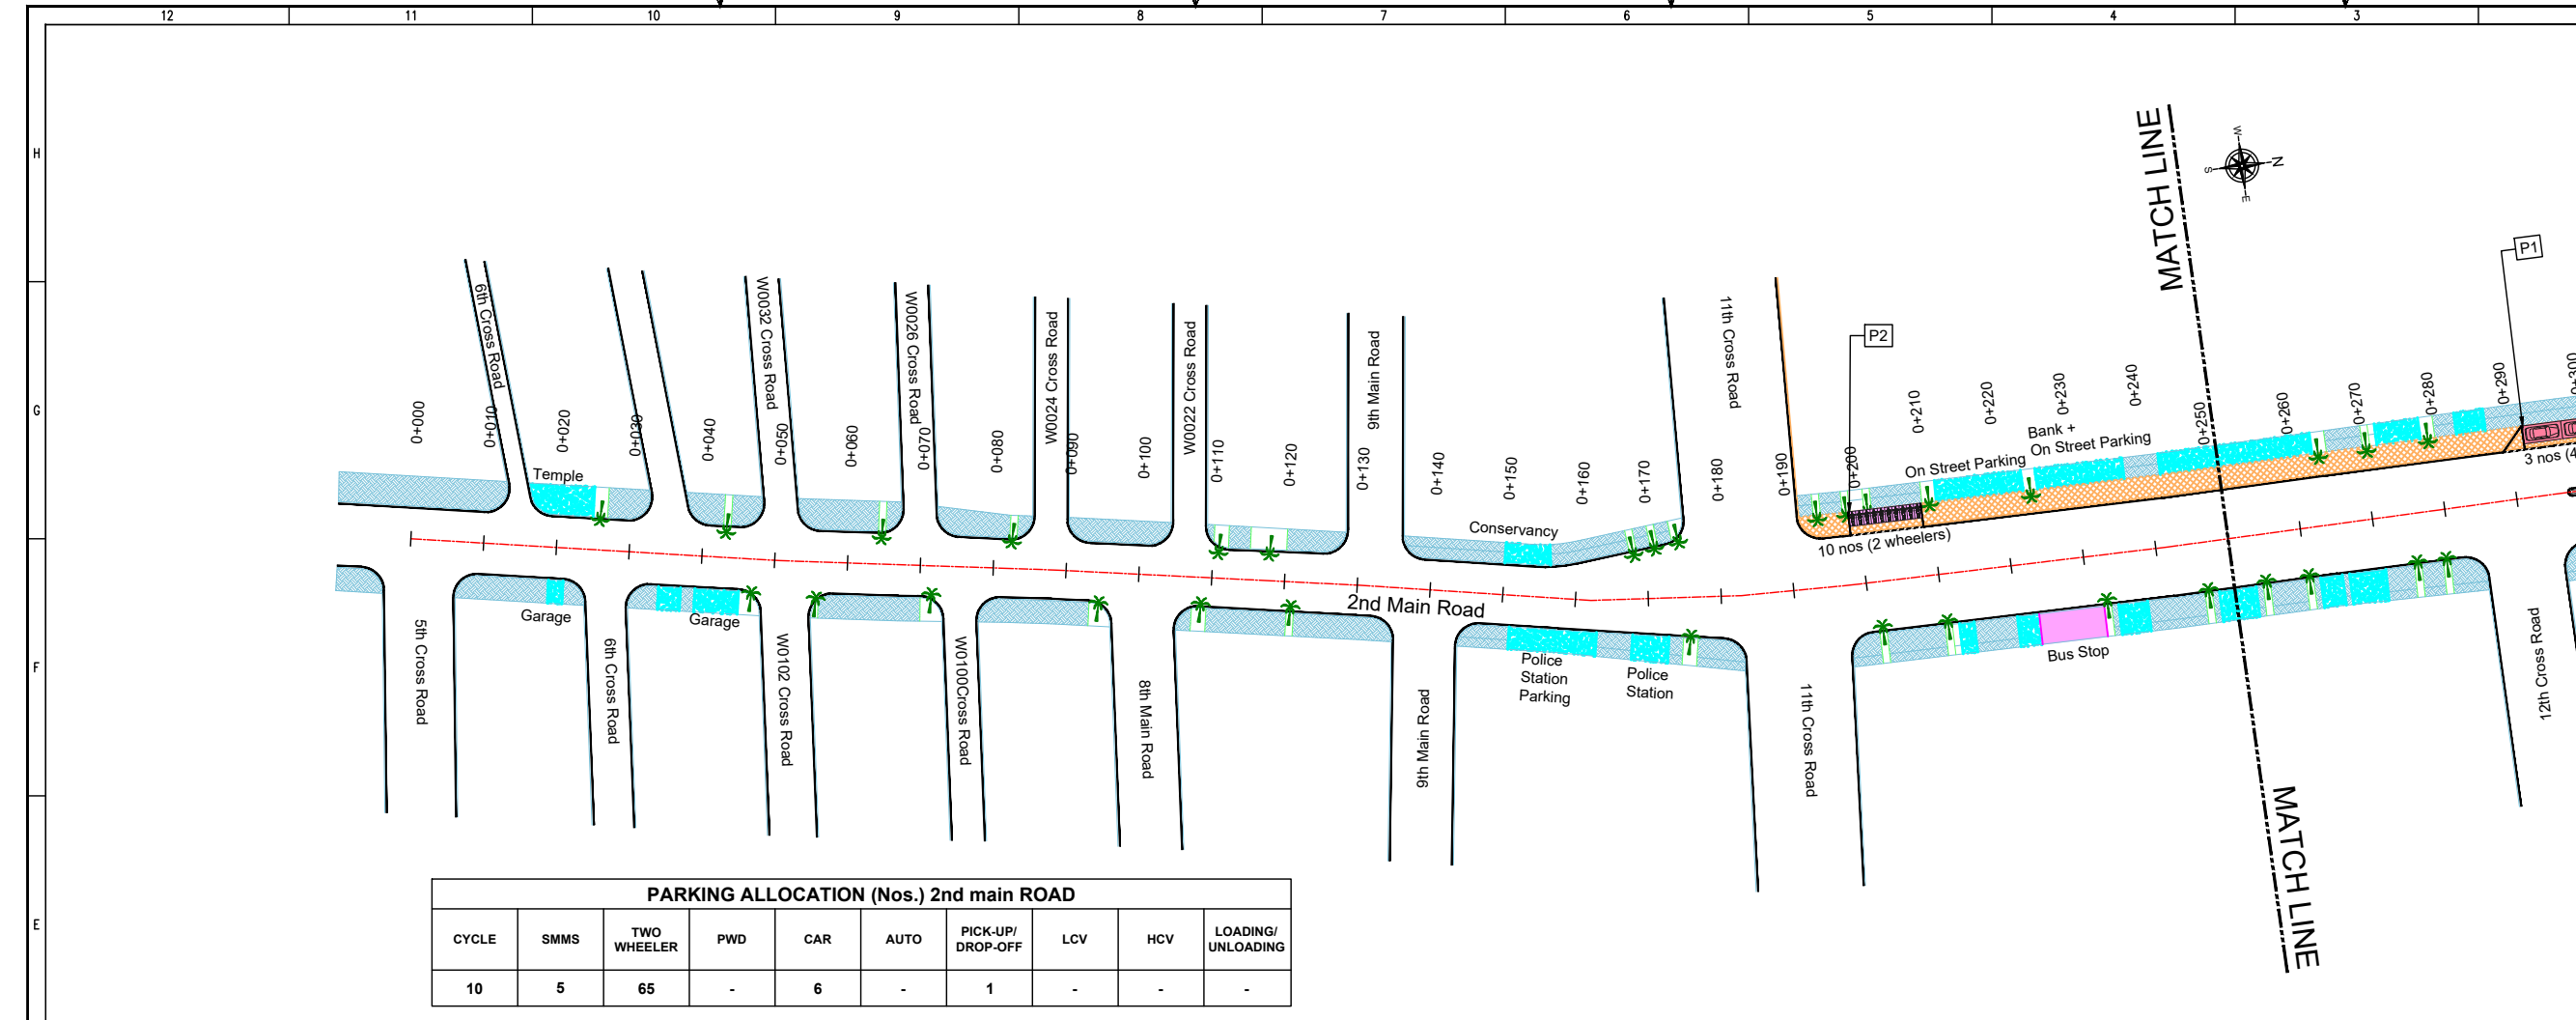 12 11 10 9 8 7 6 5 4 3
H
G
F
E
MATCH LINE
W
N
S
E
P1
P2
6th Cross Road
W0032 Cross Road
W0026 Cross Road
W0024 Cross Road
W0022 Cross Road
9th Main Road
11th Cross Road
0+000
0+010
0+020
0+030
0+040
0+050
0+060
0+070
0+080
0+090
0+100
0+110
0+120
0+130
0+140
0+150
0+160
0+170
0+180
0+190
0+200
0+210
0+220
0+230
0+240
0+250
0+260
0+270
0+280
0+290
0+300
Temple
Conservancy
On Street Parking
Bank +
On Street Parking
10 nos (2 wheelers)
3 nos (4
2nd Main Road
Garage
Garage
Police
Station
Parking
Police
Station
Bus Stop
5th Cross Road
6th Cross Road
W0102 Cross Road
W0100Cross Road
8th Main Road
9th Main Road
11th Cross Road
12th Cross Road
MATCH LINE
PARKING ALLOCATION (Nos.) 2nd main ROAD
CYCLE SMMS TWO WHEELER PWD CAR AUTO PICK-UP/ DROP-OFF LCV HCV LOADING/ UNLOADING
10 5 65 - 6 - 1 - - -